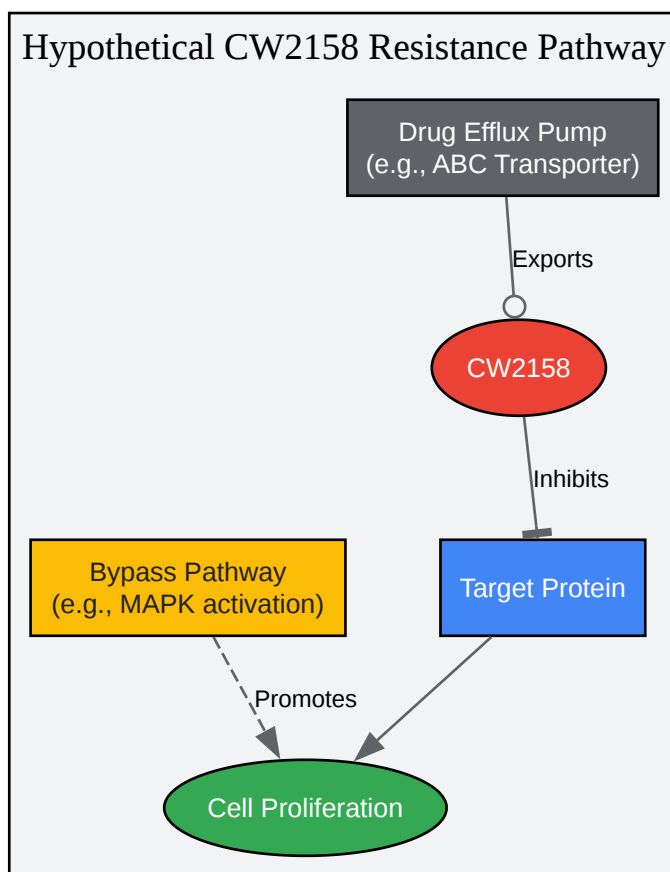 Hypothetical CW2158 Resistance Pathway
Drug Efflux Pump
(e.g., ABC Transporter)
Exports
CW2158
Inhibits
Bypass Pathway
(e.g., MAPK activation)
Target Protein
Promotes
Cell Proliferation